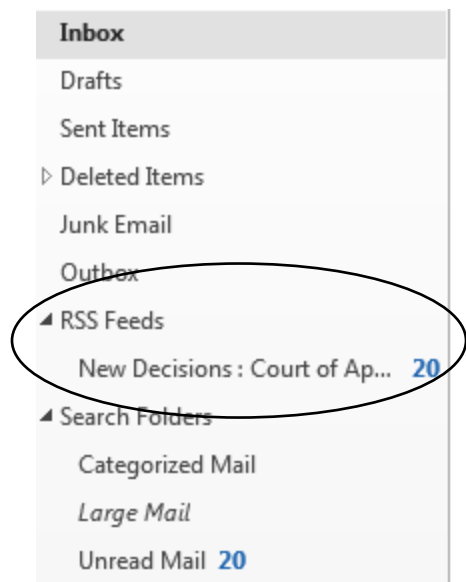 Inbox
Drafts
Sent Items
Deleted Items
Junk Email
Outbox
RSS Feeds
New Decisions : Court of Ap... 20
Search Folders
Categorized Mail
Large Mail
Unread Mail 20